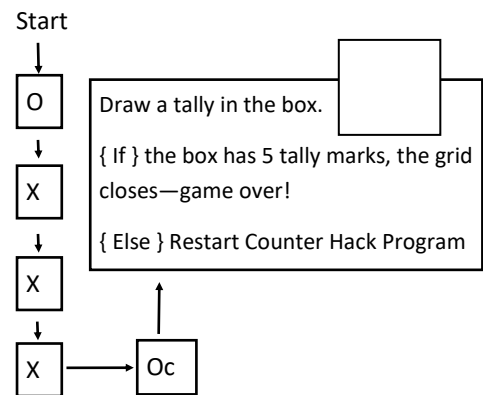 Start
O
X
X
X
Oc
Draw a tally in the box.
{ If } the box has 5 tally marks, the grid
closes—game over!
{ Else } Restart Counter Hack Program